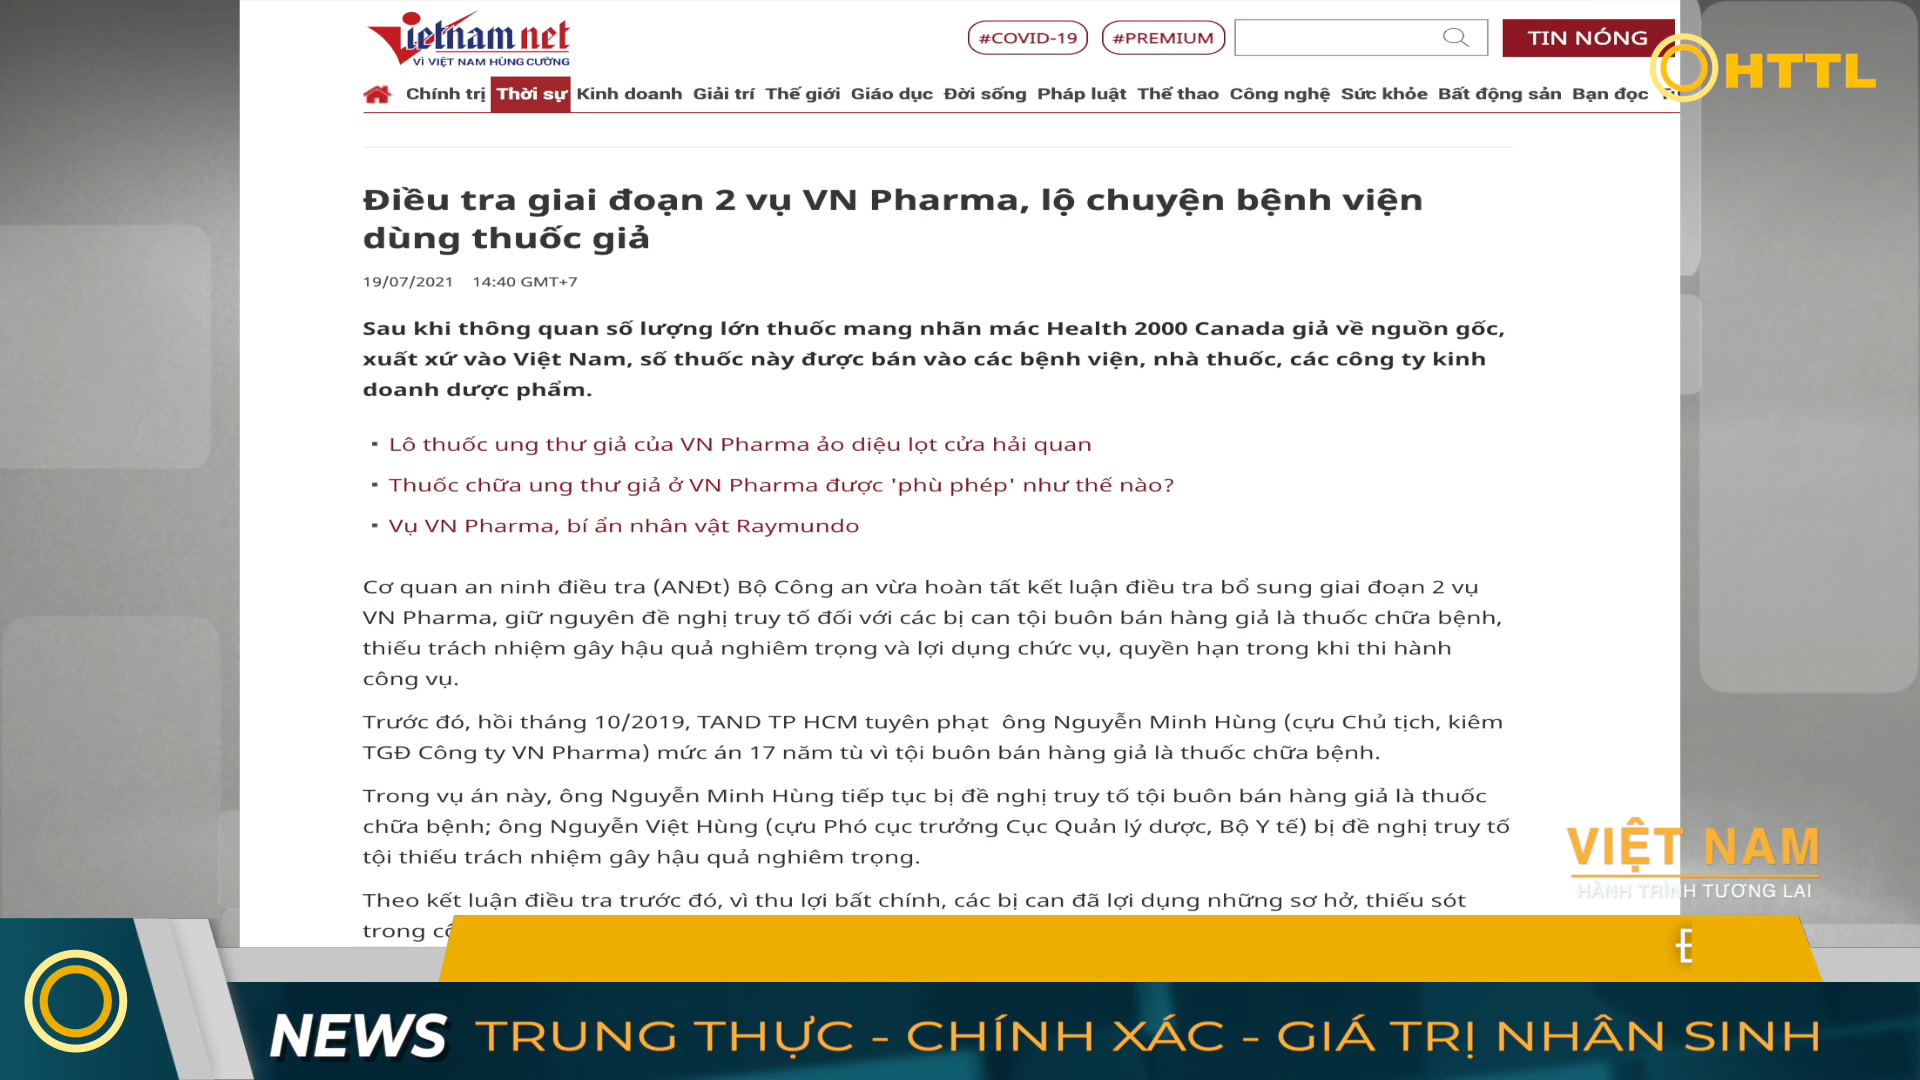 Vietnamnet
VÌ VIỆT NAM HÙNG CƯỜNG
#COVID-19
#PREMIUM
TIN NÓNG
HTTL
Chính trị Thời sự Kinh doanh Giải trí Thế giới Giáo dục Đời sống Pháp luật Thể thao Công nghệ Sức khỏe Bất động sản Bạn đọc
Điều tra giai đoạn 2 vụ VN Pharma, lộ chuyện bệnh viện
dùng thuốc giả
19/07/2021 14:40 GMT+7
Sau khi thông quan số lượng lớn thuốc mang nhãn mác Health 2000 Canada giả về nguồn gốc,
xuất xứ vào Việt Nam, số thuốc này được bán vào các bệnh viện, nhà thuốc, các công ty kinh
doanh dược phẩm.
Lô thuốc ung thư giả của VN Pharma ảo diệu lọt cửa hải quan
Thuốc chữa ung thư giả ở VN Pharma được 'phù phép' như thế nào?
Vụ VN Pharma, bí ẩn nhân vật Raymundo
Cơ quan an ninh điều tra (ANĐt) Bộ Công an vừa hoàn tất kết luận điều tra bổ sung giai đoạn 2 vụ
VN Pharma, giữ nguyên đề nghị truy tố đối với các bị can tội buôn bán hàng giả là thuốc chữa bệnh,
thiếu trách nhiệm gây hậu quả nghiêm trọng và lợi dụng chức vụ, quyền hạn trong khi thi hành
công vụ.
Trước đó, hồi tháng 10/2019, TAND TP HCM tuyên phạt ông Nguyễn Minh Hùng (cựu Chủ tịch, kiêm
TGĐ Công ty VN Pharma) mức án 17 năm tù vì tội buôn bán hàng giả là thuốc chữa bệnh.
Trong vụ án này, ông Nguyễn Minh Hùng tiếp tục bị đề nghị truy tố tội buôn bán hàng giả là thuốc
chữa bệnh; ông Nguyễn Việt Hùng (cựu Phó cục trưởng Cục Quản lý dược, Bộ Y tế) bị đề nghị truy tố
tội thiếu trách nhiệm gây hậu quả nghiêm trọng.
VIỆT NAM
HÀNH TRÌNH TƯƠNG LAI
Theo kết luận điều tra trước đó, vì thu lợi bất chính, các bị can đã lợi dụng những sơ hở, thiếu sót
trong
NEWS TRUNG THỰC - CHÍNH XÁC - GIÁ TRỊ NHÂN SINH